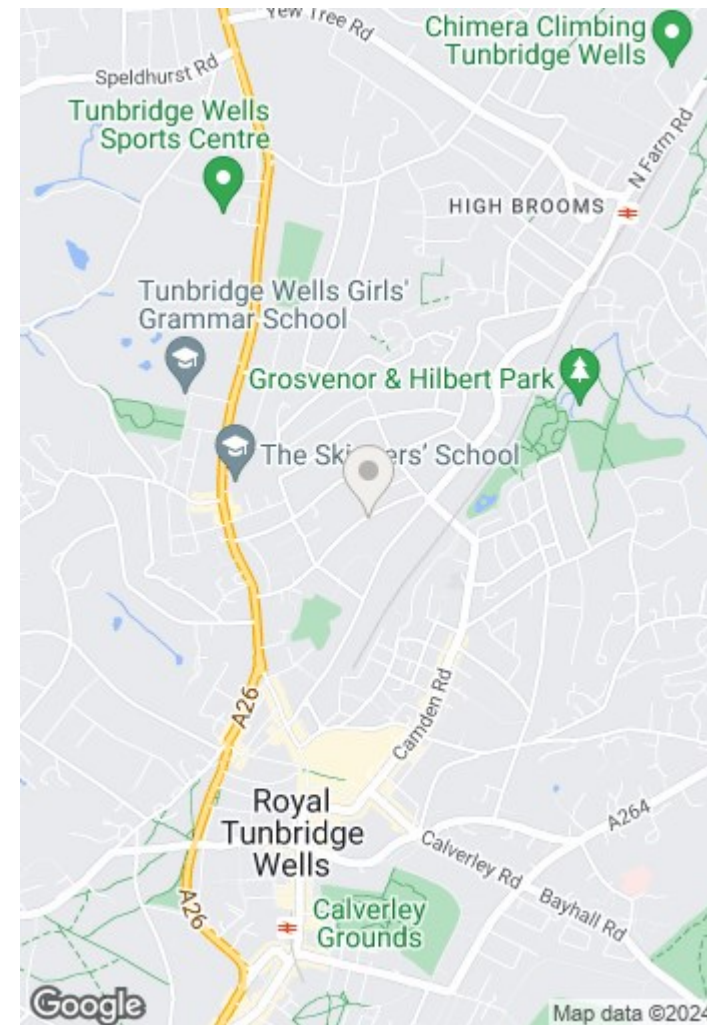 Yew Tree Rd
Chimera Climbing
Tunbridge Wells
Speldhurst Rd
Tunbridge Wells
Sports Centre
N Farm Rd
HIGH BROOMS
Tunbridge Wells Girls'
Grammar School
Grosvenor & Hilbert Park
The Skinners' School
A26
Camden Rd
Royal
Tunbridge
Wells
A264
Calverley Rd
Bayhall Rd
A26
Calverley
Grounds
Google
Map data ©2024